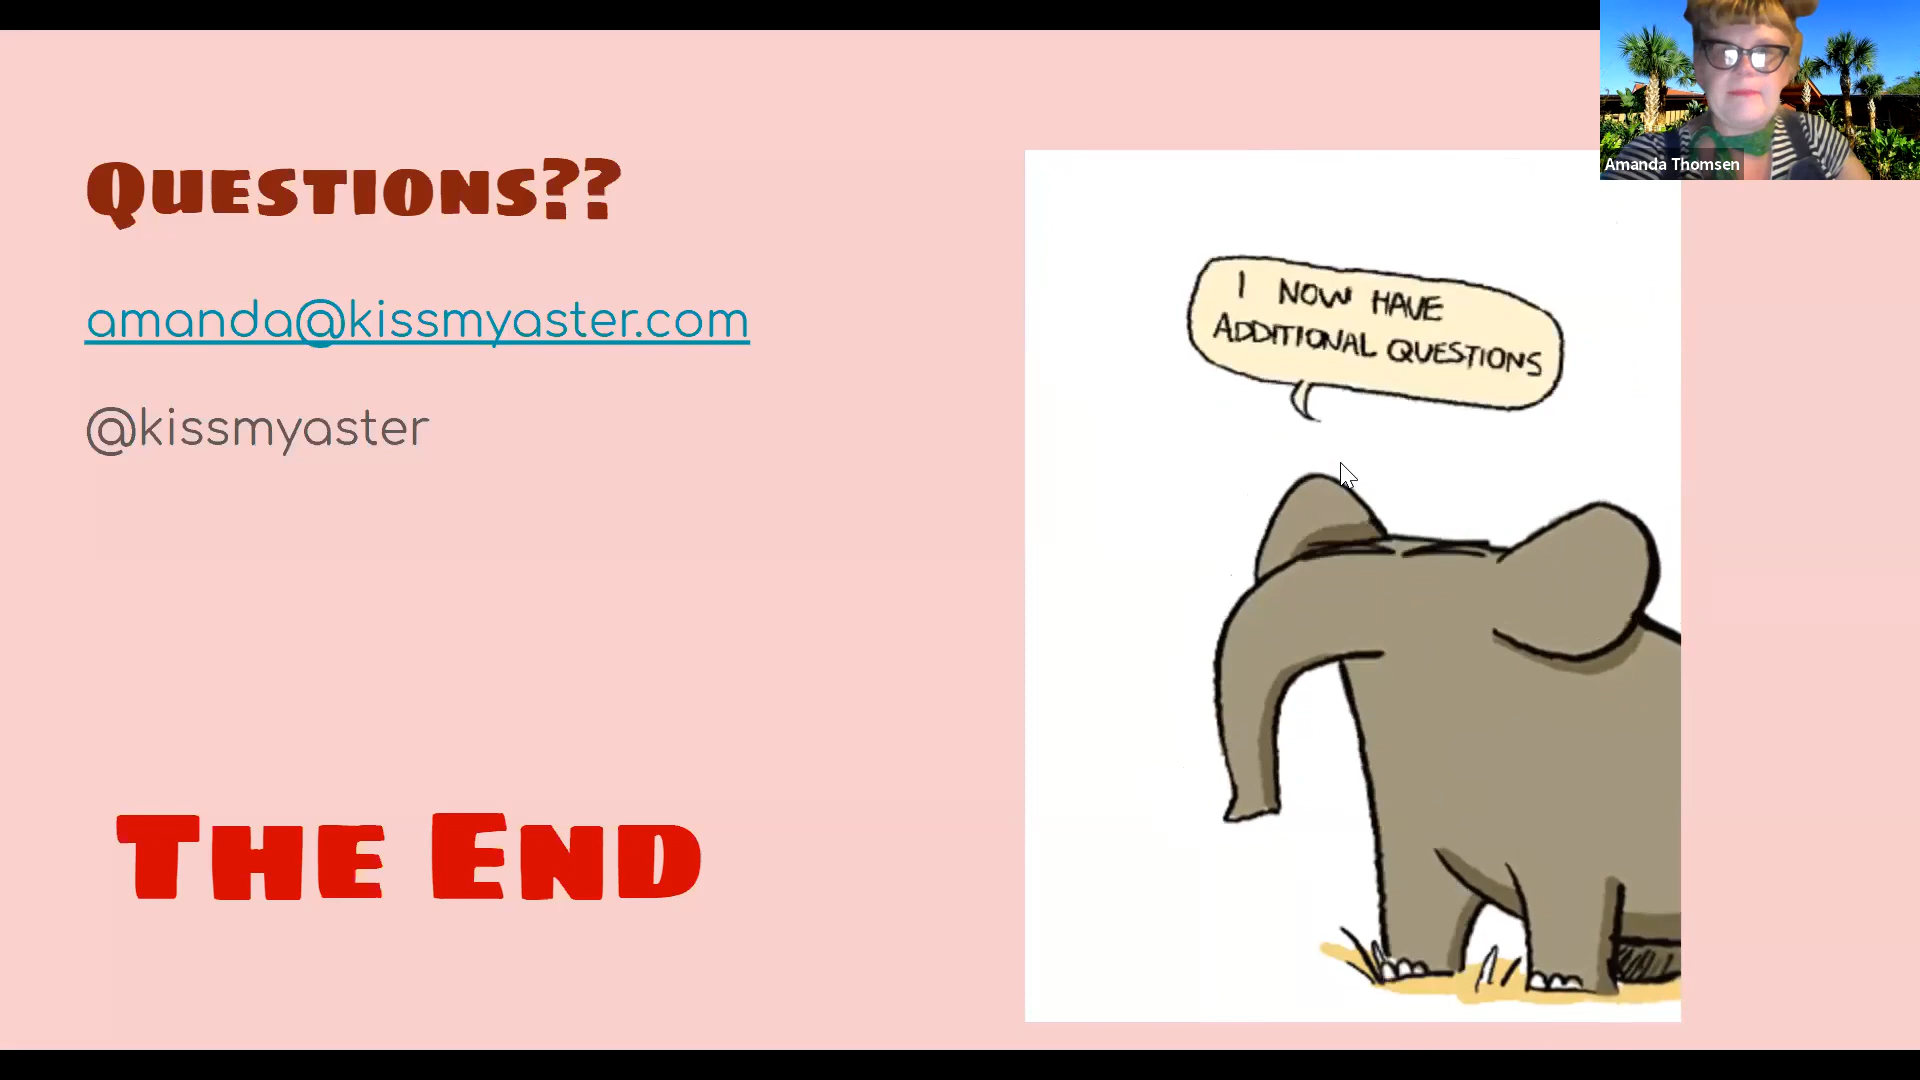 Questions??
amanda@kissmyaster.com
@kissmyaster
The End
I NOW HAVE
ADDITIONAL QUESTIONS
Amanda Thomsen